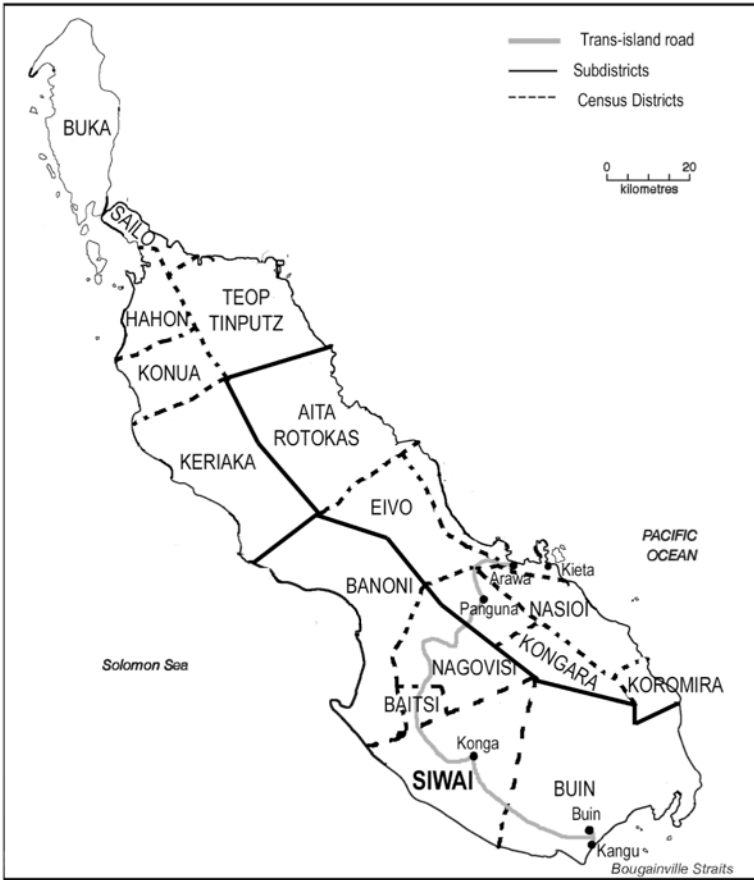 Trans-island road
Subdistricts
Census Districts
0 20
kilometres
BUKA
SAILO
TEOP
TINPUTZ
HAHON
KONUA
AITA
ROTOKAS
KERIAKA
EIVO
PACIFIC
OCEAN
Arawa
Kieta
BANONI
Panguna
NASIOI
KONGARA
Solomon Sea
NAGOVISI
KOROMIRA
BAITSI
Konga
SIWAI
BUIN
Buin
Kangu
Bougainville Straits